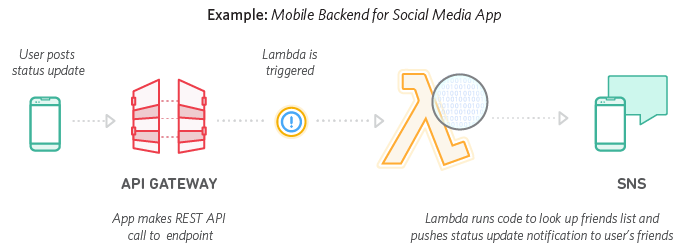 Example: Mobile Backend for Social Media App
User posts
status update
Lambda is
triggered
API GATEWAY
SNS
App makes REST API
call to endpoint
Lambda runs code to look up friends list and
pushes status update notification to user's friends